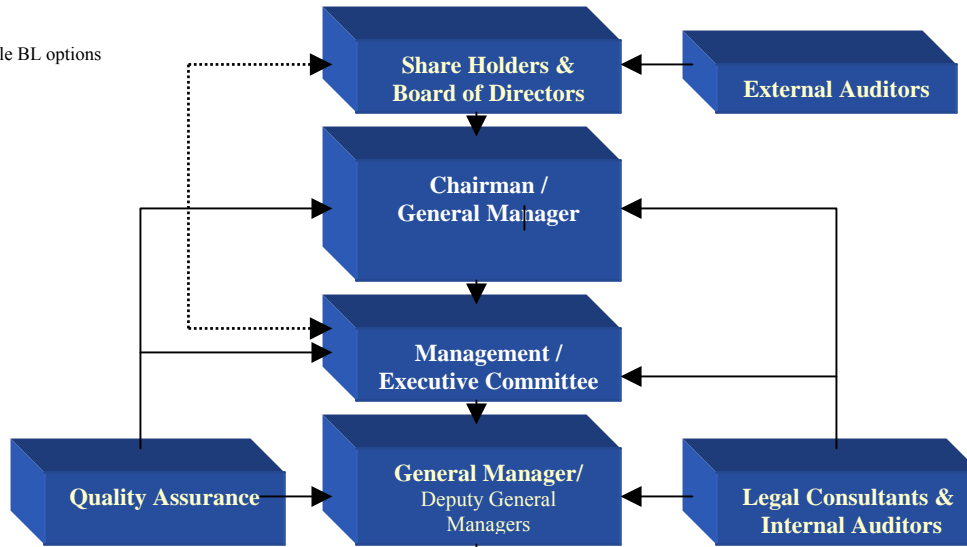 le BL options
Share Holders &
Board of Directors
External Auditors
Chairman /
General Manager
Management /
Executive Committee
Quality Assurance
General Manager/
Deputy General
Managers
Legal Consultants &
Internal Auditors